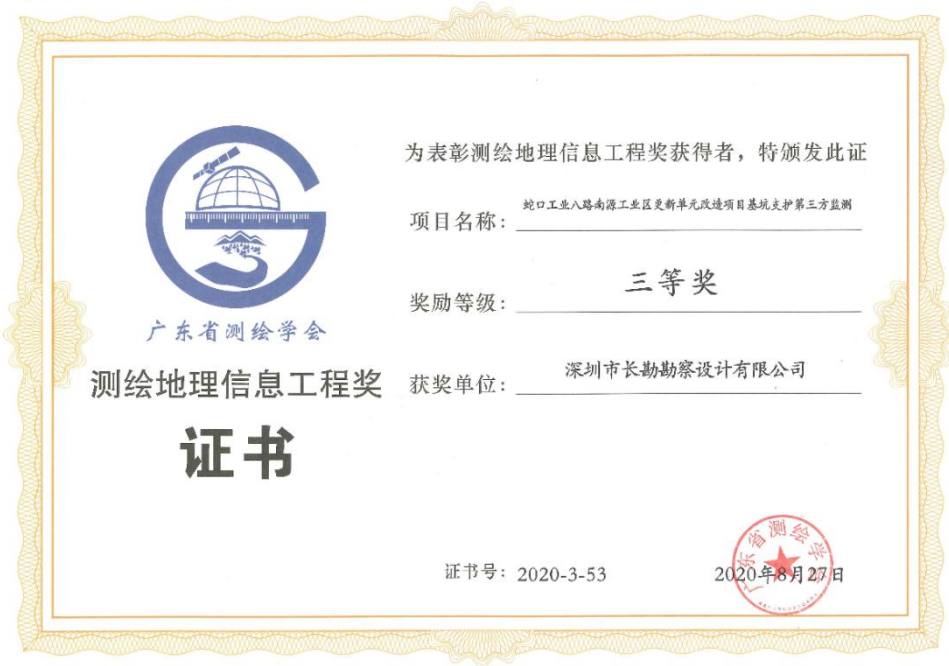 广东省测绘学会
测绘地理信息工程奖
证书
为表彰测绘地理信息工程奖获得者，特颁发此证
项目名称：蛇口工业八路南源工业区更新单元改造项目基坑支护第三方监测
奖励等级：三等奖
获奖单位：深圳市长勘勘察设计有限公司
证书号：2020-3-53
2020年8月27日
广东省测绘学会